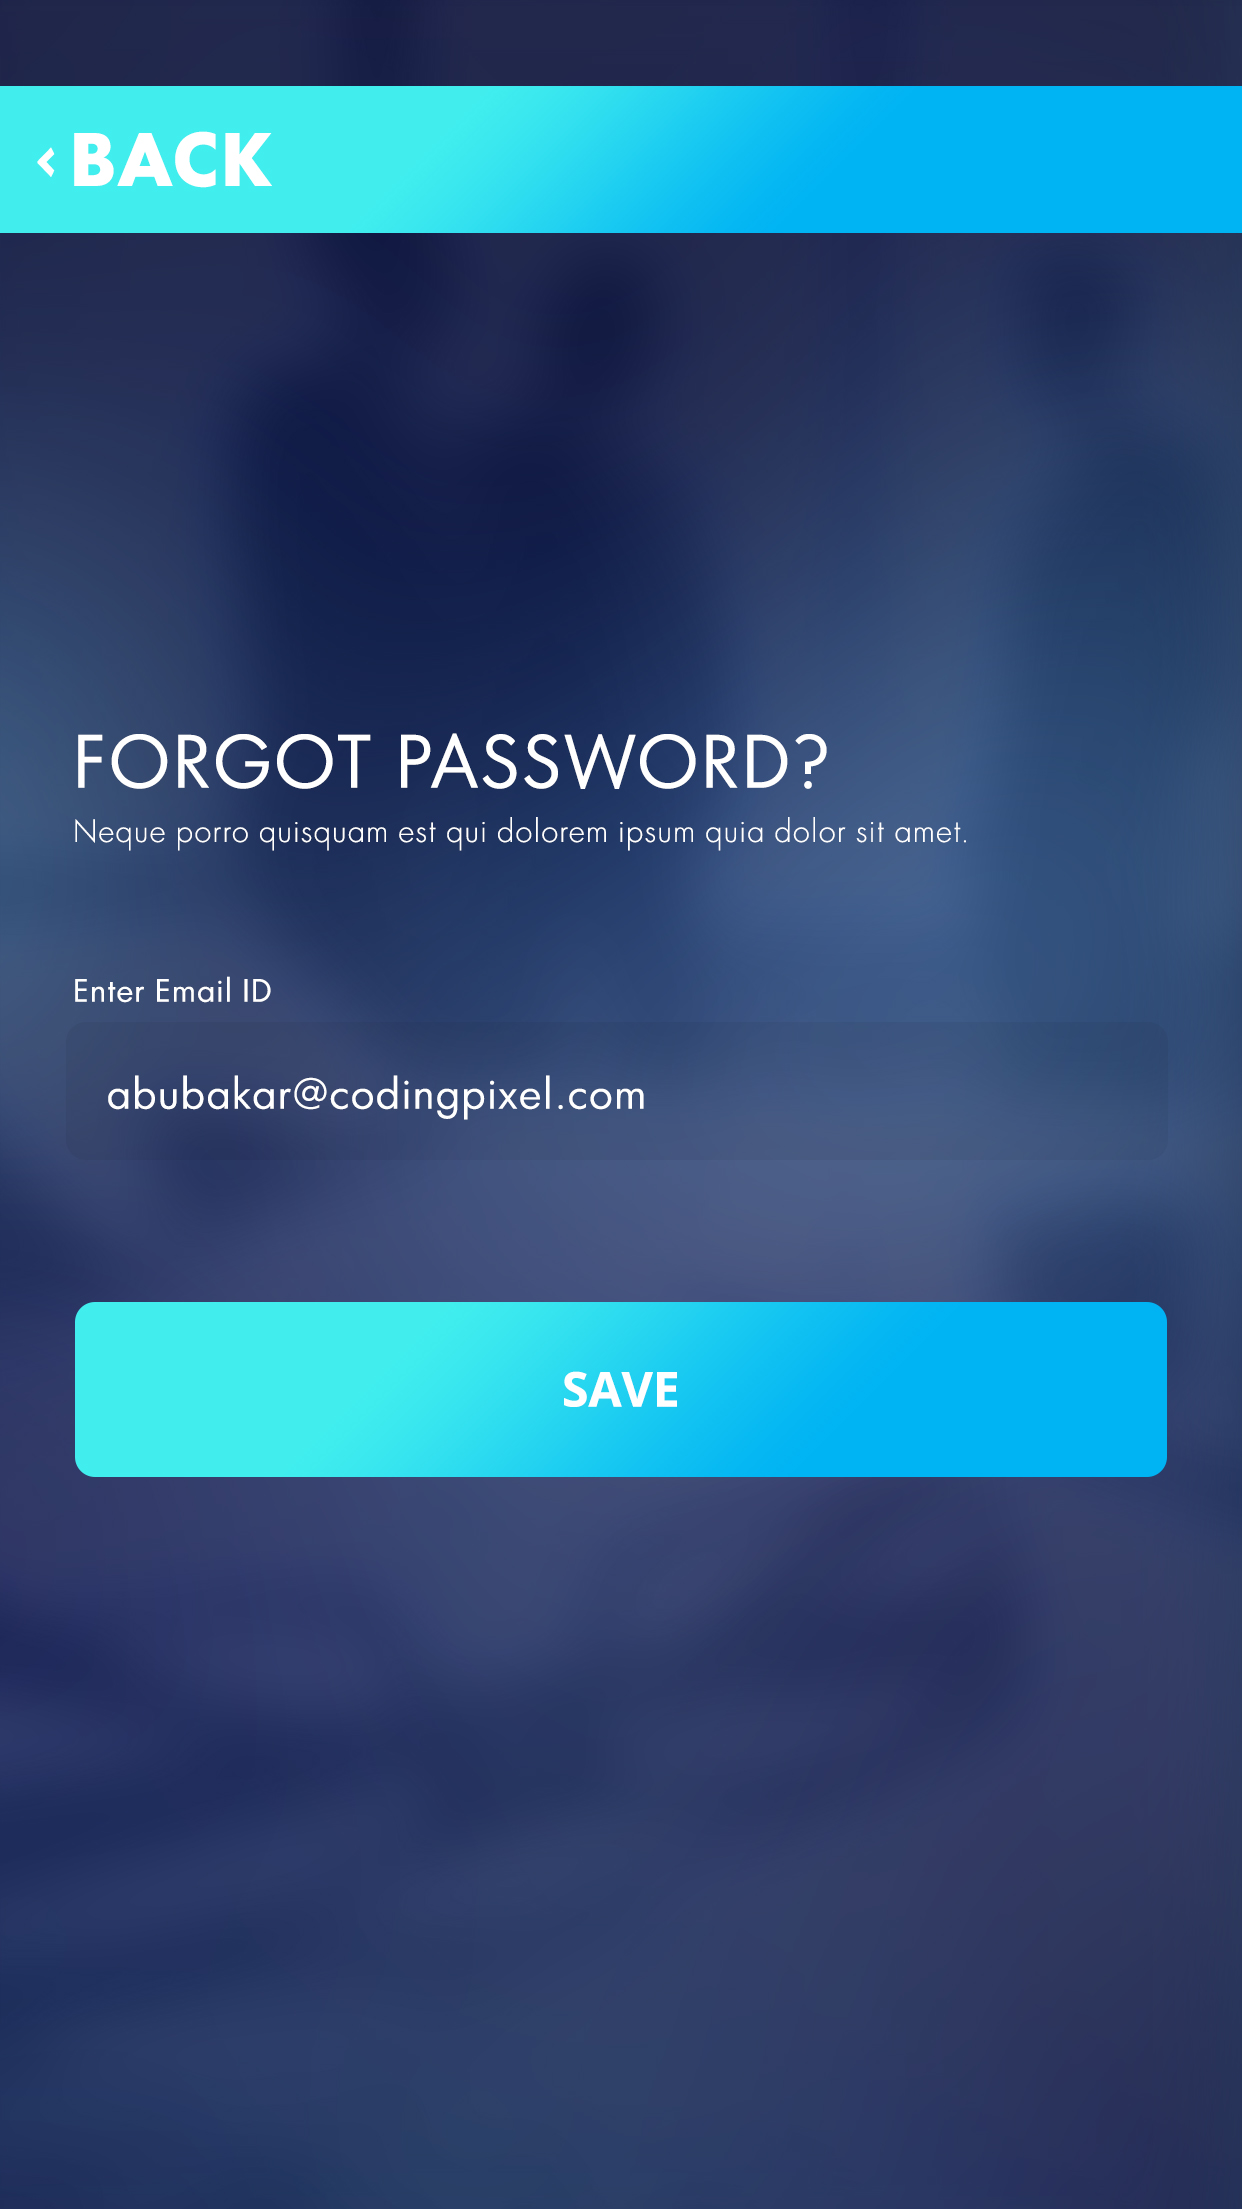 BACK
FORGOT PASSWORD?
Neque porro quisquam est qui dolorem ipsum quia dolor sit amet.
Enter Email ID
abubakar@codingpixel.com
SAVE